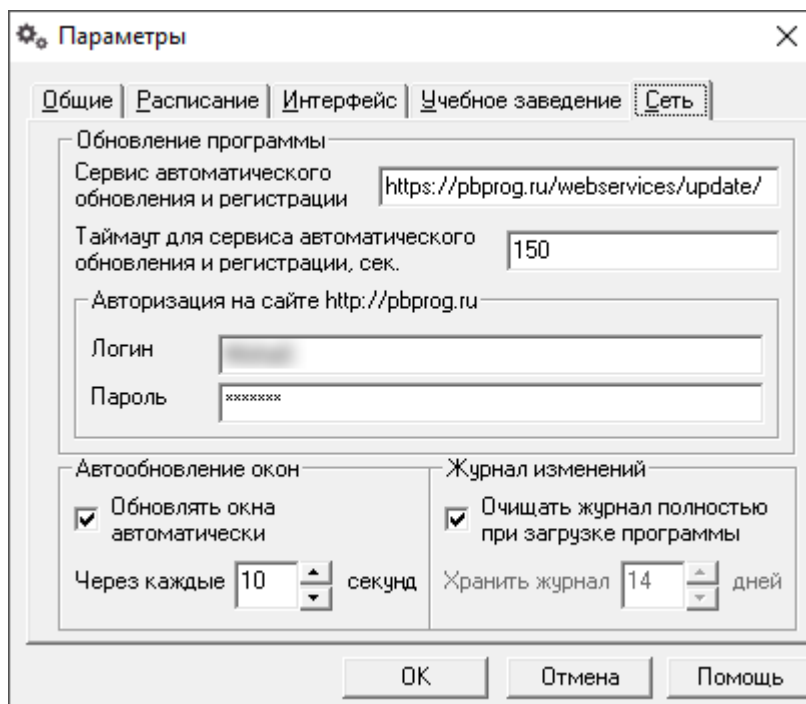 Параметры
Общие Расписание Интерфейс Учебное заведение Сеть
Обновление программы
Сервис автоматического
обновления и регистрации
https://pbprog.ru/webservices/update/
Таймаут для сервиса автоматического
обновления и регистрации, сек.
150
Авторизация на сайте http://pbprog.ru
Логин
Пароль
×××××××
Автообновление окон
Обновлять окна
автоматически
Через каждые 10 секунд
Журнал изменений
Очищать журнал полностью
при загрузке программы
Хранить журнал 14 дней
ОК Отмена Помощь